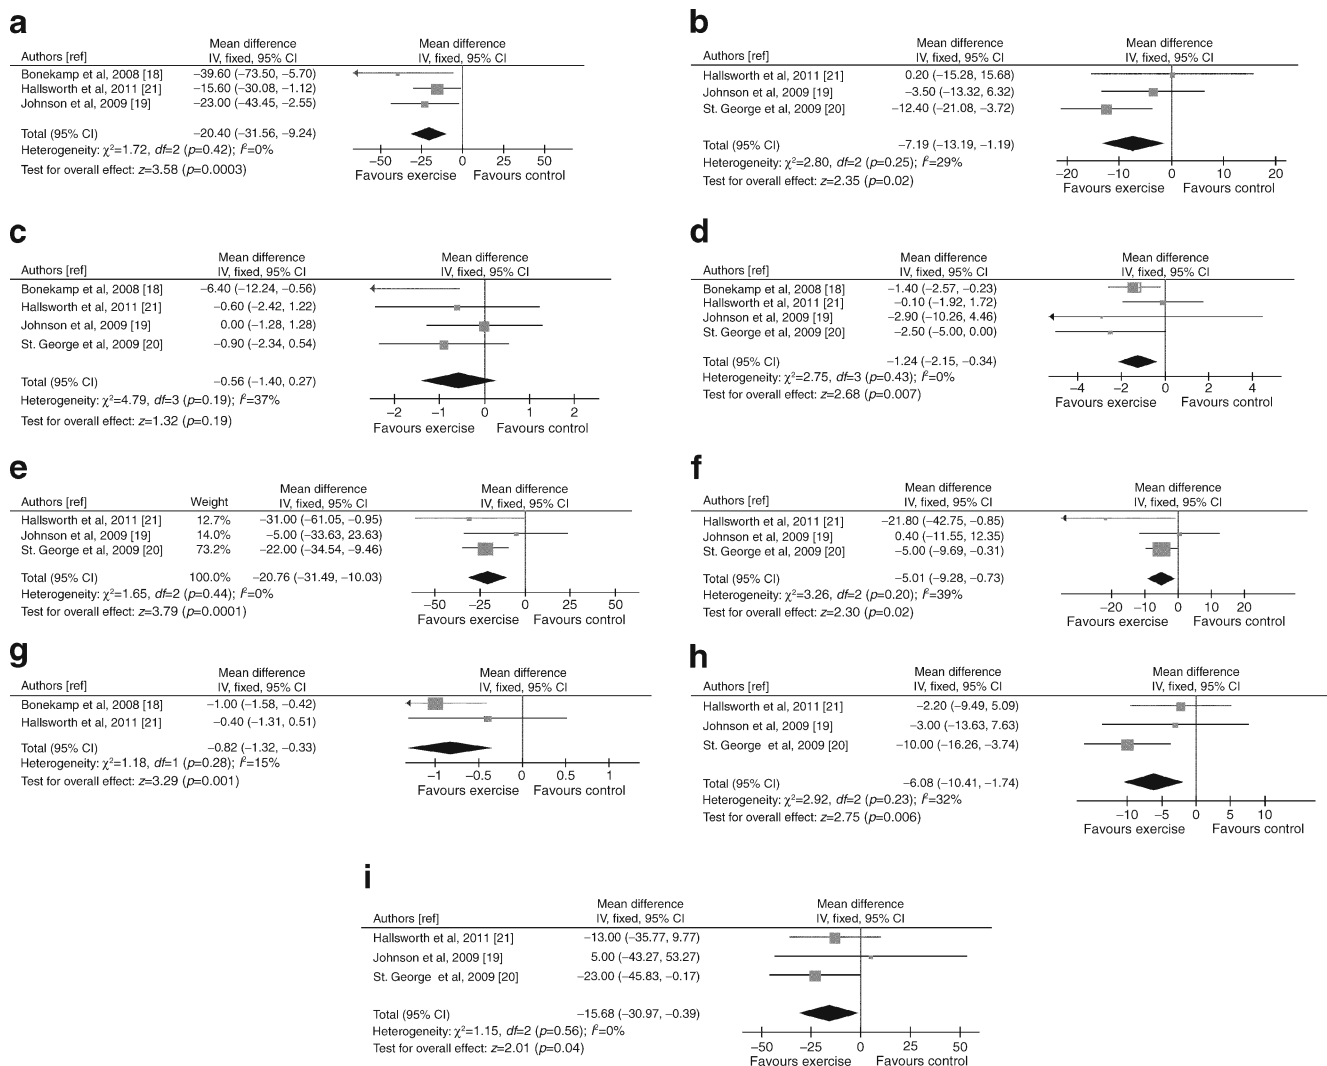 a
Mean difference Mean difference
Authors [ref] IV, fixed, 95% CI IV, fixed, 95% CI
Bonekamp et al, 2008 [18] −39.60 (−73.50, −5.70)
Hallsworth et al, 2011 [21] −15.60 (−30.08, −1.12)
Johnson et al, 2009 [19] −23.00 (−43.45, −2.55)
Total (95% CI) −20.40 (−31.56, −9.24)
Heterogeneity: χ²=1.72, df=2 (p=0.42); I²=0%
Test for overall effect: z=3.58 (p=0.0003)
−50 −25 0 25 50
Favours exercise Favours control
b
Mean difference Mean difference
Authors [ref] IV, fixed, 95% CI IV, fixed, 95% CI
Hallsworth et al, 2011 [21] 0.20 (−15.28, 15.68)
Johnson et al, 2009 [19] −3.50 (−13.32, 6.32)
St. George et al, 2009 [20] −12.40 (−21.08, −3.72)
Total (95% CI) −7.19 (−13.19, −1.19)
Heterogeneity: χ²=2.80, df=2 (p=0.25); I²=29%
Test for overall effect: z=2.35 (p=0.02)
−20 −10 0 10 20
Favours exercise Favours control
c
Mean difference Mean difference
Authors [ref] IV, fixed, 95% CI IV, fixed, 95% CI
Bonekamp et al, 2008 [18] −6.40 (−12.24, −0.56)
Hallsworth et al, 2011 [21] −0.60 (−2.42, 1.22)
Johnson et al, 2009 [19] 0.00 (−1.28, 1.28)
St. George et al, 2009 [20] −0.90 (−2.34, 0.54)
Total (95% CI) −0.56 (−1.40, 0.27)
Heterogeneity: χ²=4.79, df=3 (p=0.19); I²=37%
Test for overall effect: z=1.32 (p=0.19)
−2 −1 0 1 2
Favours exercise Favours control
d
Mean difference Mean difference
Authors [ref] IV, fixed, 95% CI IV, fixed, 95% CI
Bonekamp et al, 2008 [18] −1.40 (−2.57, −0.23)
Hallsworth et al, 2011 [21] −0.10 (−1.92, 1.72)
Johnson et al, 2009 [19] −2.90 (−10.26, 4.46)
St. George et al, 2009 [20] −2.50 (−5.00, 0.00)
Total (95% CI) −1.24 (−2.15, −0.34)
Heterogeneity: χ²=2.75, df=3 (p=0.43); I²=0%
Test for overall effect: z=2.68 (p=0.007)
−4 −2 0 2 4
Favours exercise Favours control
e
Mean difference Mean difference
Authors [ref] Weight IV, fixed, 95% CI IV, fixed, 95% CI
Hallsworth et al, 2011 [21] 12.7% −31.00 (−61.05, −0.95)
Johnson et al, 2009 [19] 14.0% −5.00 (−33.63, 23.63)
St. George et al, 2009 [20] 73.2% −22.00 (−34.54, −9.46)
Total (95% CI) 100.0% −20.76 (−31.49, −10.03)
Heterogeneity: χ²=1.65, df=2 (p=0.44); I²=0%
Test for overall effect: z=3.79 (p=0.0001)
−50 −25 0 25 50
Favours exercise Favours control
f
Mean difference Mean difference
Authors [ref] IV, fixed, 95% CI IV, fixed, 95% CI
Hallsworth et al, 2011 [21] −21.80 (−42.75, −0.85)
Johnson et al, 2009 [19] 0.40 (−11.55, 12.35)
St. George et al, 2009 [20] −5.00 (−9.69, −0.31)
Total (95% CI) −5.01 (−9.28, −0.73)
Heterogeneity: χ²=3.26, df=2 (p=0.20); I²=39%
Test for overall effect: z=2.30 (p=0.02)
−20 −10 0 10 20
Favours exercise Favours control
g
Mean difference Mean difference
Authors [ref] IV, fixed, 95% CI IV, fixed, 95% CI
Bonekamp et al, 2008 [18] −1.00 (−1.58, −0.42)
Hallsworth et al, 2011 [21] −0.40 (−1.31, 0.51)
Total (95% CI) −0.82 (−1.32, −0.33)
Heterogeneity: χ²=1.18, df=1 (p=0.28); I²=15%
Test for overall effect: z=3.29 (p=0.001)
−1 −0.5 0 0.5 1
Favours exercise Favours control
h
Mean difference Mean difference
Authors [ref] IV, fixed, 95% CI IV, fixed, 95% CI
Hallsworth et al, 2011 [21] −2.20 (−9.49, 5.09)
Johnson et al, 2009 [19] −3.00 (−13.63, 7.63)
St. George et al, 2009 [20] −10.00 (−16.26, −3.74)
Total (95% CI) −6.08 (−10.41, −1.74)
Heterogeneity: χ²=2.92, df=2 (p=0.23); I²=32%
Test for overall effect: z=2.75 (p=0.006)
−10 −5 0 5 10
Favours exercise Favours control
i
Mean difference Mean difference
Authors [ref] IV, fixed, 95% CI IV, fixed, 95% CI
Hallsworth et al, 2011 [21] −13.00 (−35.77, 9.77)
Johnson et al, 2009 [19] 5.00 (−43.27, 53.27)
St. George et al, 2009 [20] −23.00 (−45.83, −0.17)
Total (95% CI) −15.68 (−30.97, −0.39)
Heterogeneity: χ²=1.15, df=2 (p=0.56); I²=0%
Test for overall effect: z=2.01 (p=0.04)
−50 −25 0 25 50
Favours exercise Favours control